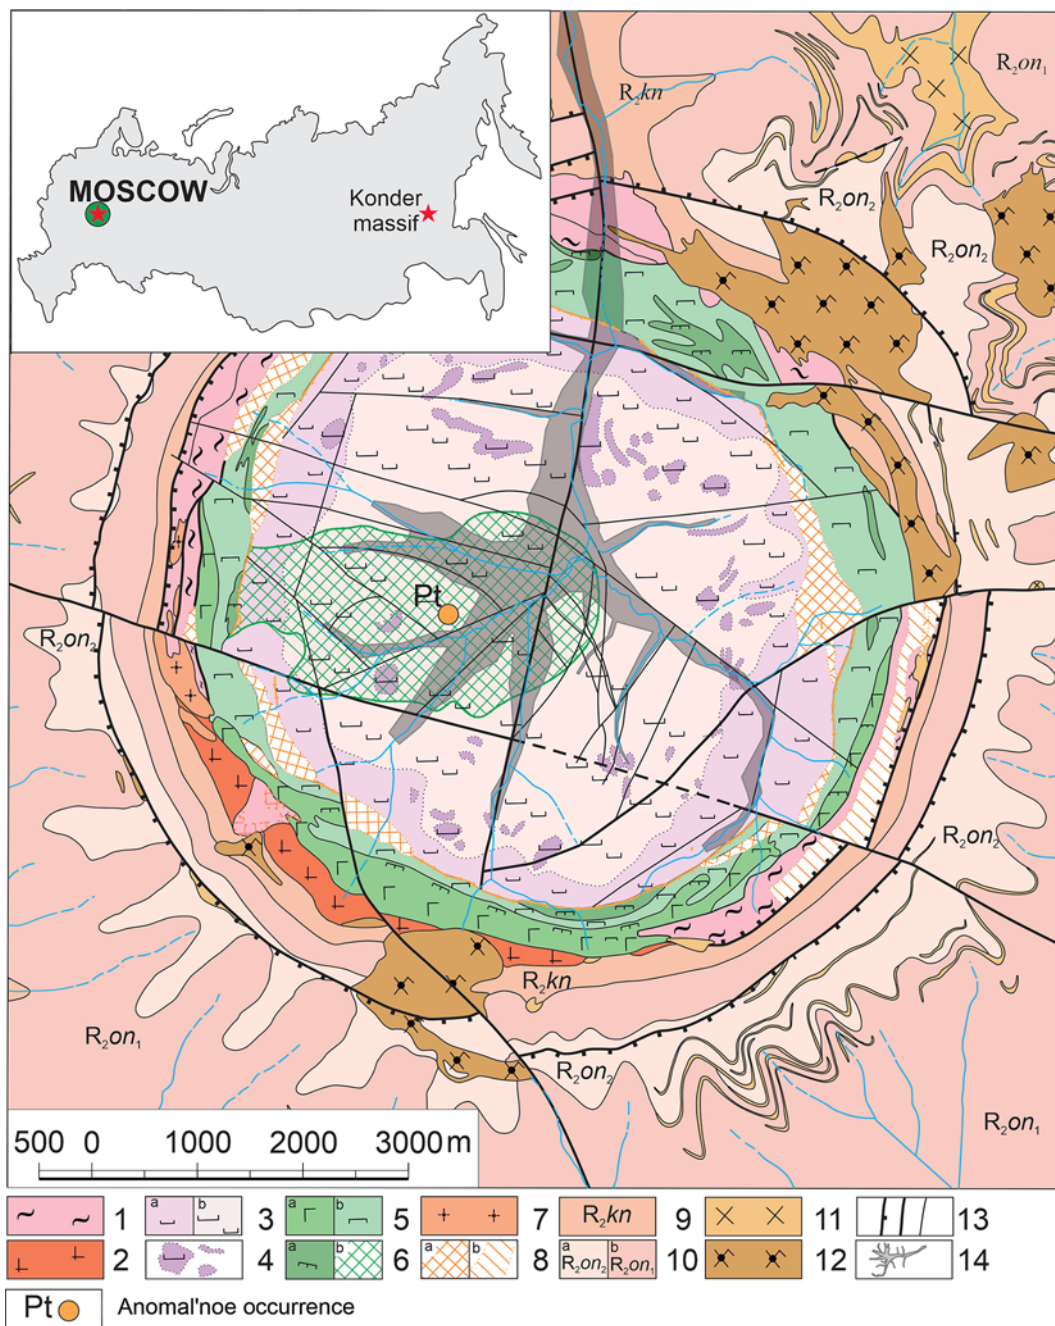 MOSCOW
Konder
massif
R₂kn
R₂on₁
R₂on₂
R₂on₂
Pt
R₂on₂
R₂on₂
R₂kn
R₂on₁
R₂on₂
R₂on₁
500 0 1000 2000 3000 m
1 a b 3 a b 5 7 R₂kn 9 11 13
2 4 a b 6 a b 8 a R₂on₂ b R₂on₁ 10 12 14
Pt Anomal'noe occurrence